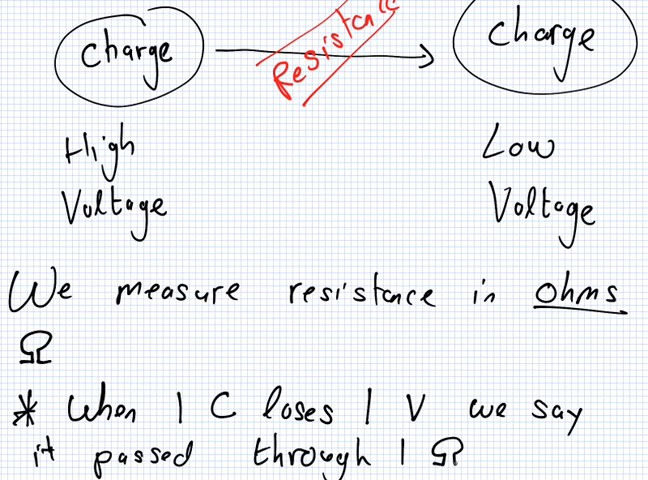 Charge Resistance Charge
High Low
Voltage Voltage
We measure resistance in ohms
Ω
* When 1 C loses 1 V we say
it passed through 1 Ω